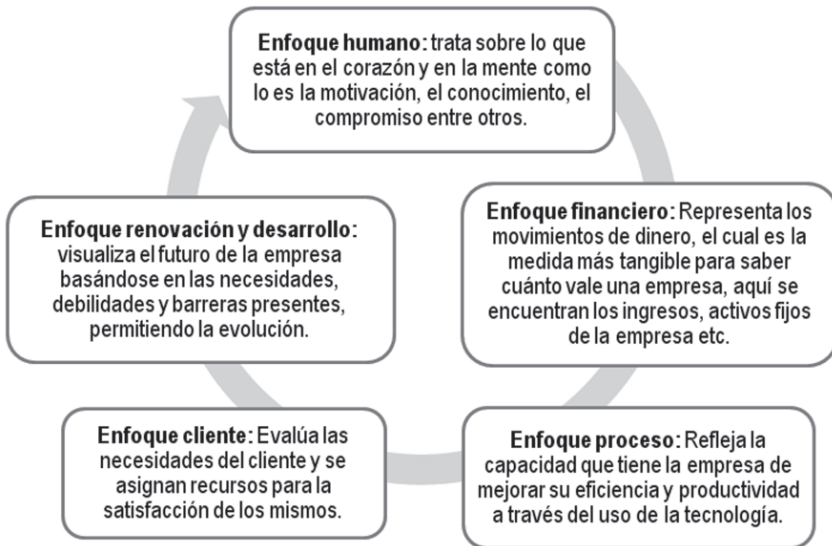 Enfoque humano: trata sobre lo que
está en el corazón y en la mente como
lo es la motivación, el conocimiento, el
compromiso entre otros.
Enfoque financiero: Representa los
movimientos de dinero, el cual es la
medida más tangible para saber
cuánto vale una empresa, aquí se
encuentran los ingresos, activos fijos
de la empresa etc.
Enfoque proceso: Refleja la
capacidad que tiene la empresa de
mejorar su eficiencia y productividad
a través del uso de la tecnología.
Enfoque cliente: Evalúa las
necesidades del cliente y se
asignan recursos para la
satisfacción de los mismos.
Enfoque renovación y desarrollo:
visualiza el futuro de la empresa
basándose en las necesidades,
debilidades y barreras presentes,
permitiendo la evolución.